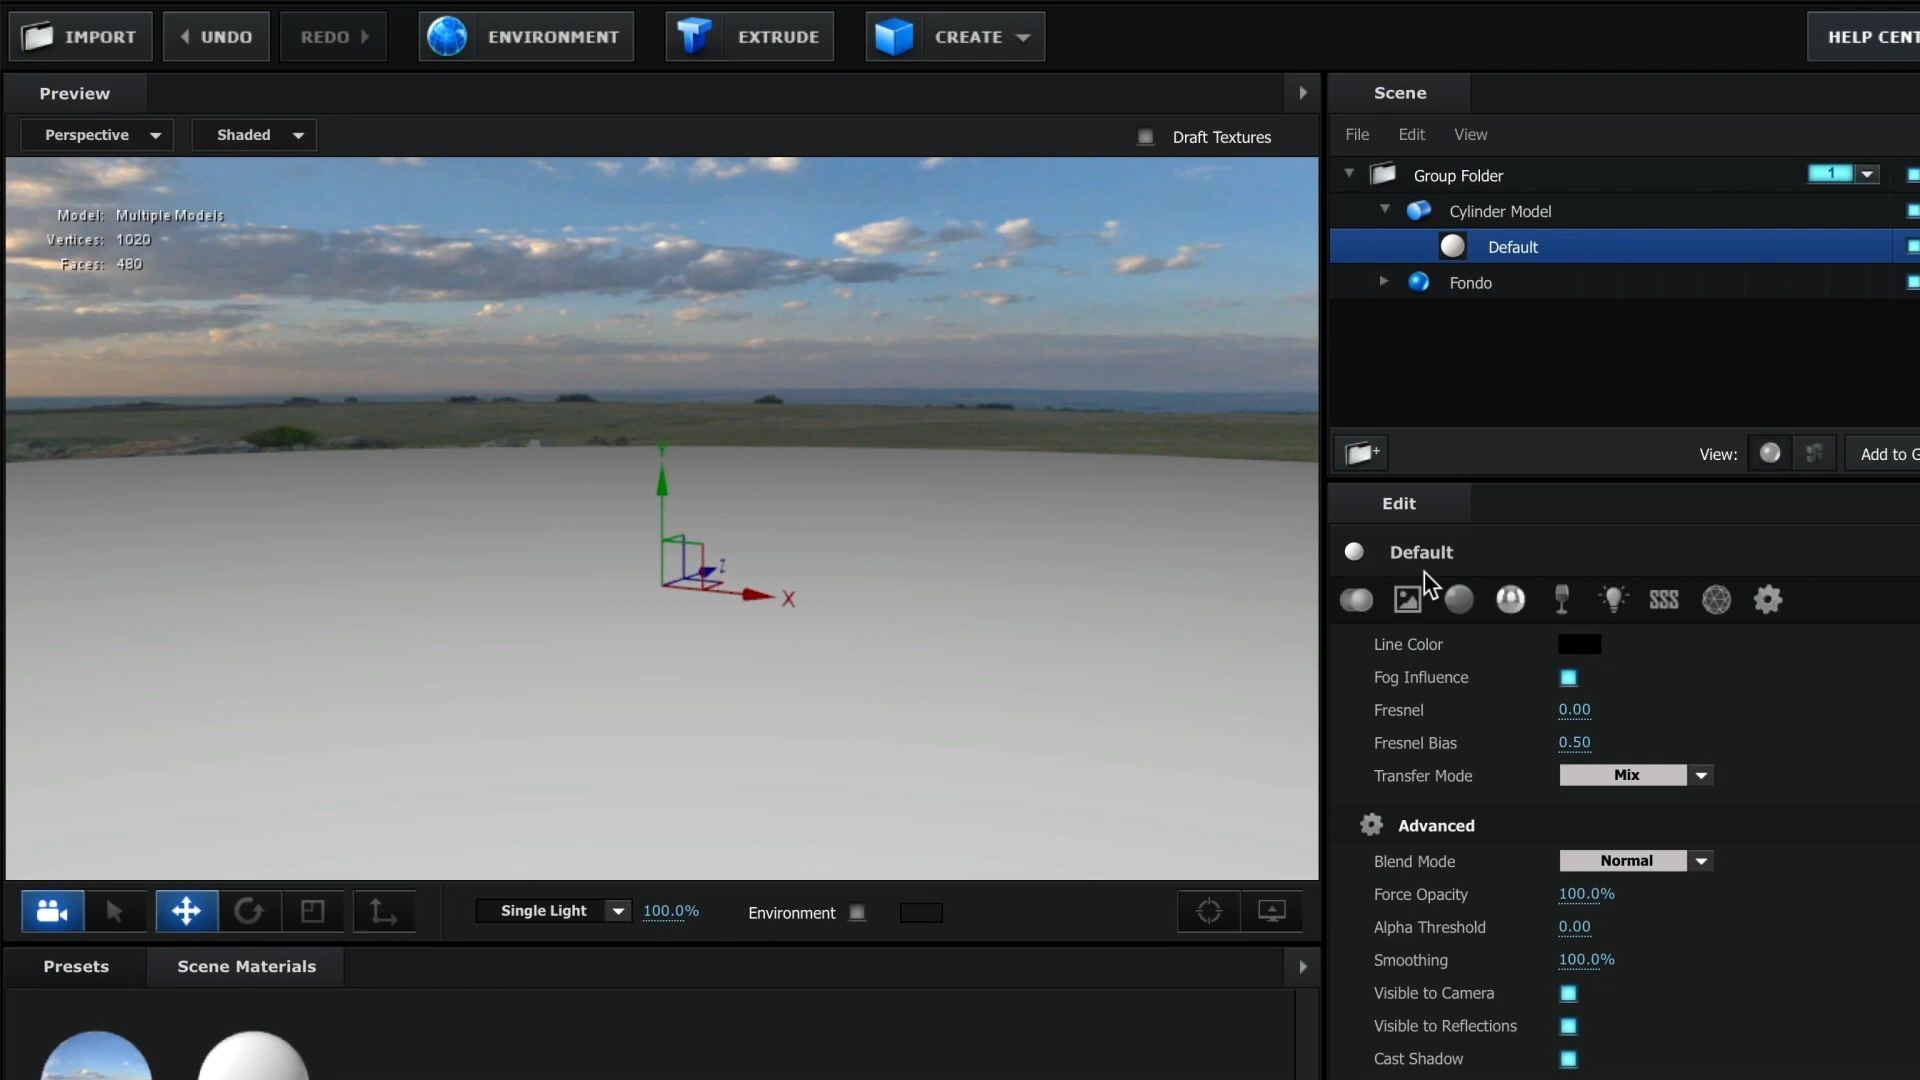 IMPORT
UNDO
REDO
ENVIRONMENT
EXTRUDE
CREATE
HELP CENT
Preview
Perspective
Shaded
Draft Textures
Model: Multiple Models
Vertices: 1020
Faces: 480
Y
Z
X
Single Light
100.0%
Environment
Presets
Scene Materials
Scene
File Edit View
Group Folder
1
Cylinder Model
Default
Fondo
View:
Add to G
Edit
Default
SSS
Line Color
Fog Influence
Fresnel 0.00
Fresnel Bias 0.50
Transfer Mode Mix
Advanced
Blend Mode Normal
Force Opacity 100.0%
Alpha Threshold 0.00
Smoothing 100.0%
Visible to Camera
Visible to Reflections
Cast Shadow